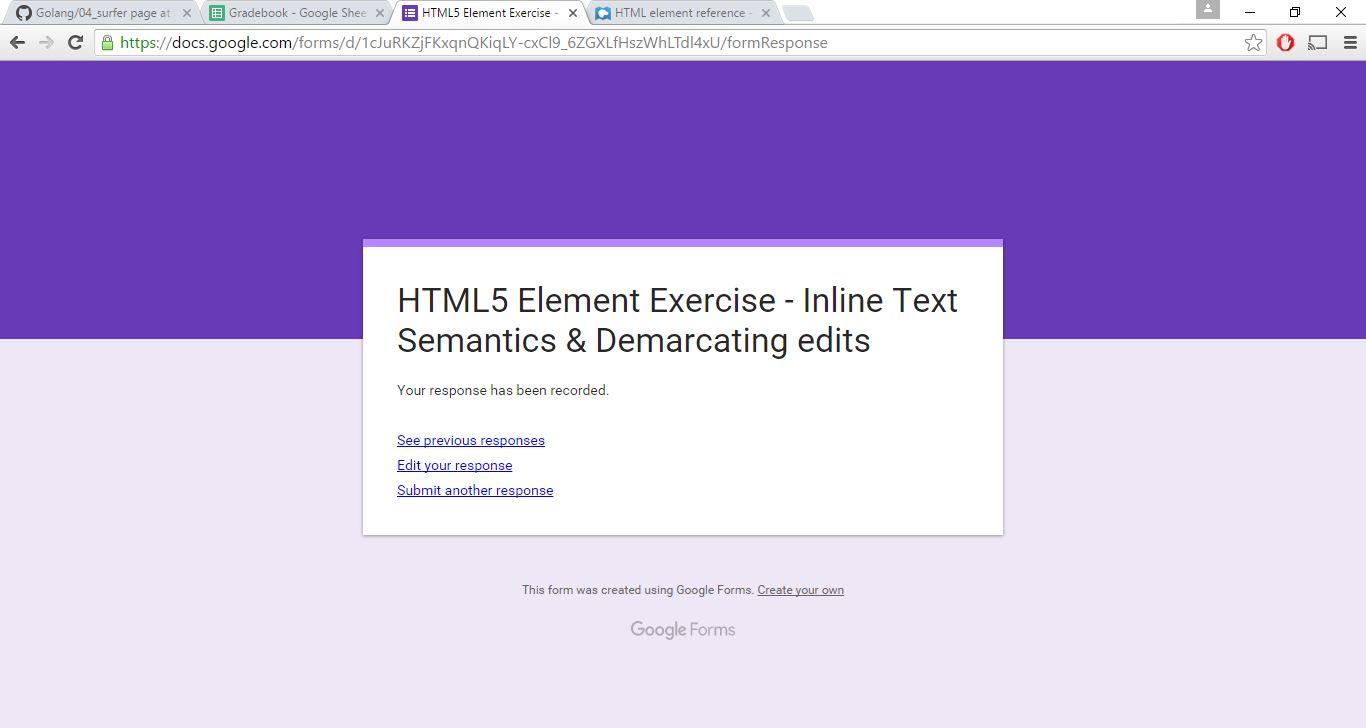 Golang/04_surfer page at
Gradebook - Google Shee
HTML5 Element Exercise -
HTML element reference -
https://docs.google.com/forms/d/1cJuRKZjFKxqnQKiqLY-cxCl9_6ZGXLfHszWhLTdl4xU/formResponse
HTML5 Element Exercise - Inline Text
Semantics & Demarcating edits
Your response has been recorded.
See previous responses
Edit your response
Submit another response
This form was created using Google Forms. Create your own
Google Forms